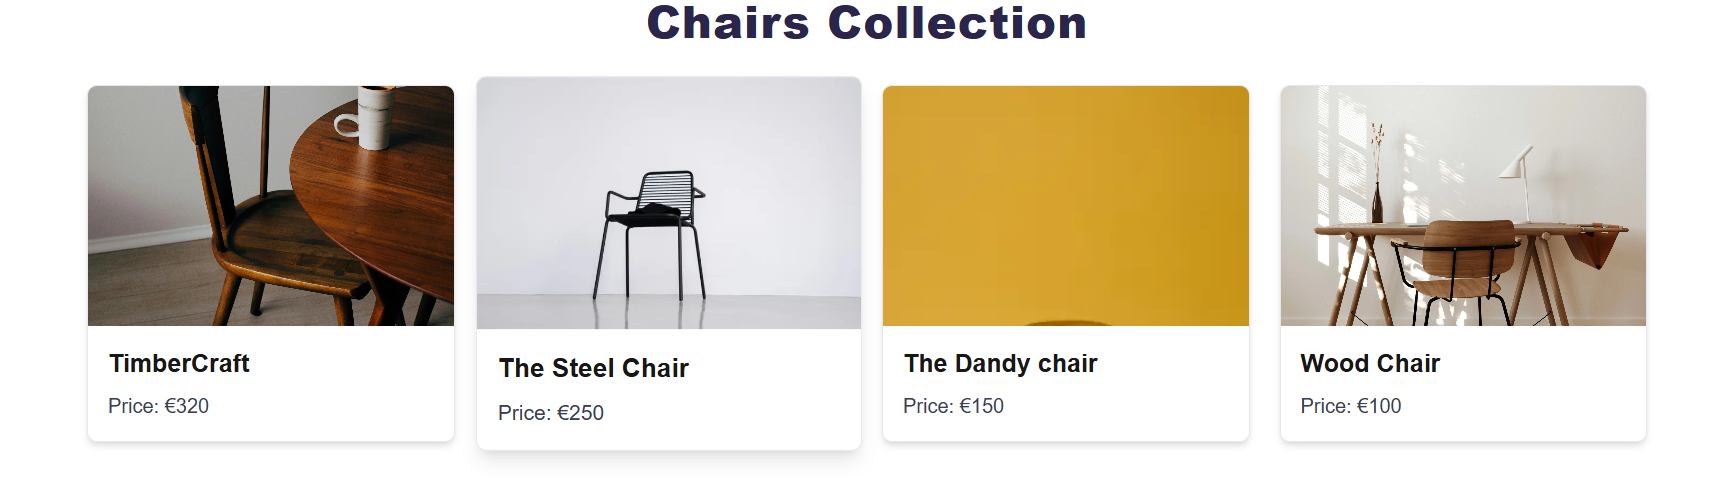 Chairs Collection
TimberCraft
Price: €320
The Steel Chair
Price: €250
The Dandy chair
Price: €150
Wood Chair
Price: €100